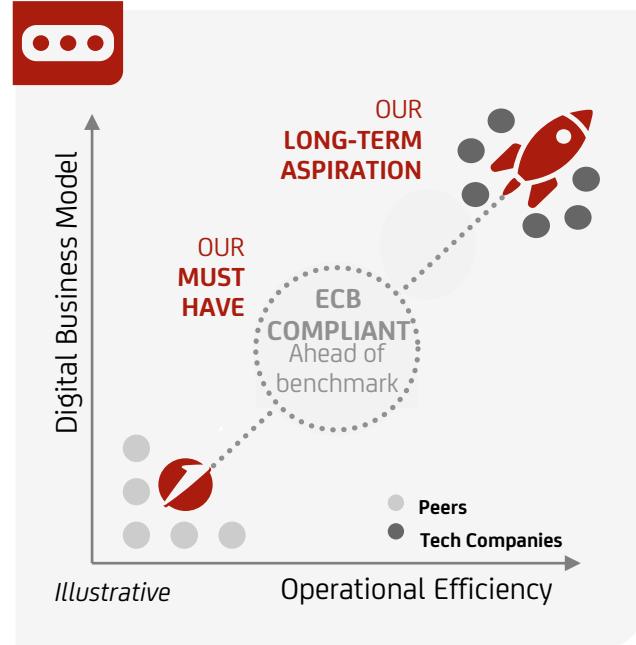 OUR
LONG-TERM
ASPIRATION
OUR
MUST
HAVE
ECB
COMPLIANT
Ahead of
benchmark
Digital Business Model
Peers
Tech Companies
Illustrative
Operational Efficiency